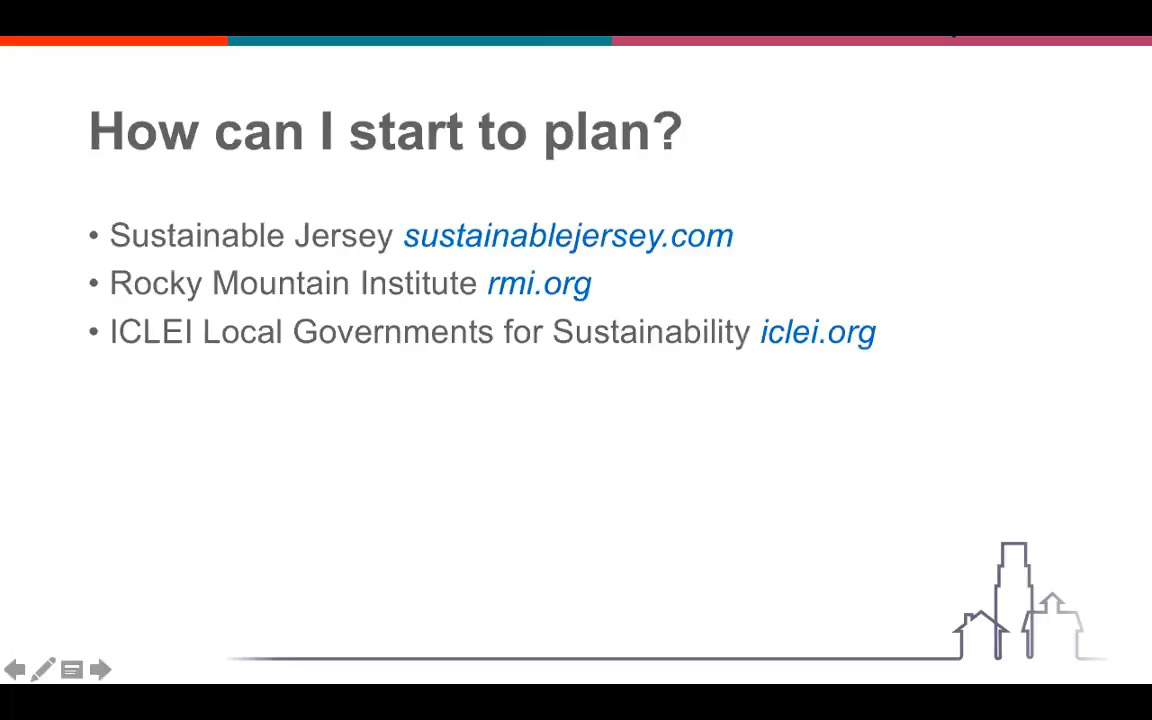 How can I start to plan?
• Sustainable Jersey sustainablejersey.com
• Rocky Mountain Institute rmi.org
• ICLEI Local Governments for Sustainability iclei.org